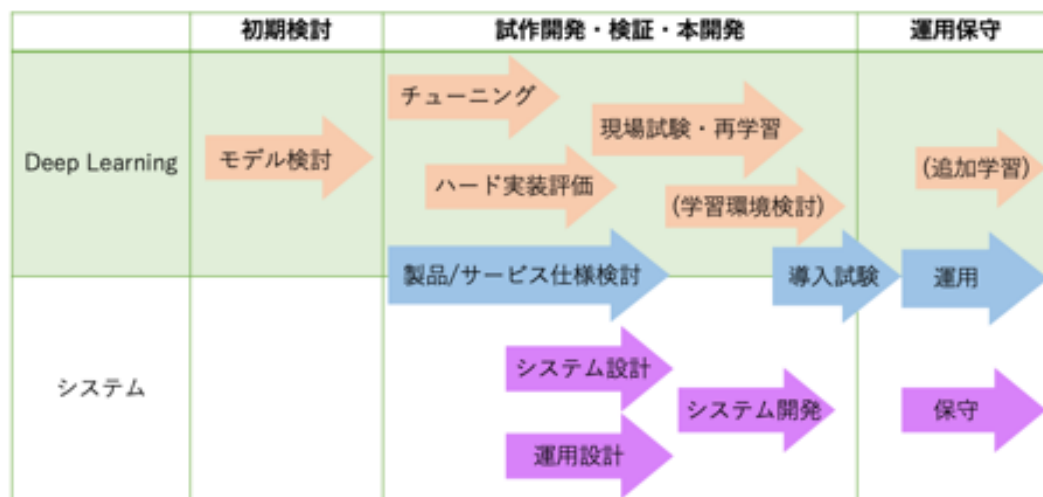 初期検討
試作開発・検証・本開発
運用保守
Deep Learning
モデル検討
チューニング
現場試験・再学習
ハード実装評価
(学習環境検討)
(追加学習)
製品/サービス仕様検討
導入試験
運用
システム
システム設計
システム開発
運用設計
保守